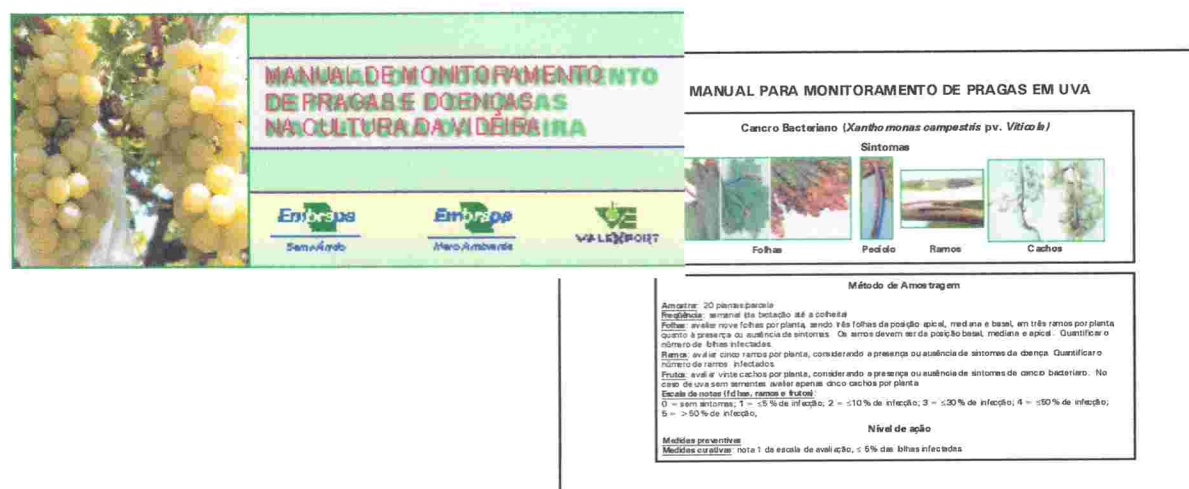 MANUAL DE MONITORAMENTO
DE PRAGAS E DOENÇAS
NA CULTURA DA VIDEIRA
Embrapa
Semi-Árido
Embrapa
Meio Ambiente
VALEXPORT
MANUAL PARA MONITORAMENTO DE PRAGAS EM UVA
Cancro Bacteriano (Xanthomonas campestris pv. Viticola)
Sintomas
Folhas
Pecíolo
Ramos
Cachos
Método de Amostragem
Amostrar: 20 plantas/parcela
Freqüência: semanal (da brotação até a colheita)
Folhas: avaliar nove folhas por planta, sendo três folhas da posição apical, mediana e basal, em três ramos por planta
quanto à presença ou ausência de sintomas. Os ramos devem ser da posição basal, mediana e apical. Quantificar o
número de folhas infectadas.
Ramos: avaliar cinco ramos por planta, considerando a presença ou ausência de sintomas da doença. Quantificar o
número de ramos infectados.
Frutos: avaliar vinte cachos por planta, considerando a presença ou ausência de sintomas de cancro bacteriano. No
caso de uva sem sementes avaliar apenas cinco cachos por planta
Escala de notas (folhas, ramos e frutos):
0 = sem sintomas; 1 = ≤5% de infecção; 2 = ≤10% de infecção; 3 = ≤30% de infecção; 4 = ≤50% de infecção;
5 = >50% de infecção,
Nível de ação
Medidas preventivas
Medidas curativas: nota 1 da escala de avaliação, ≤ 5% das folhas infectadas